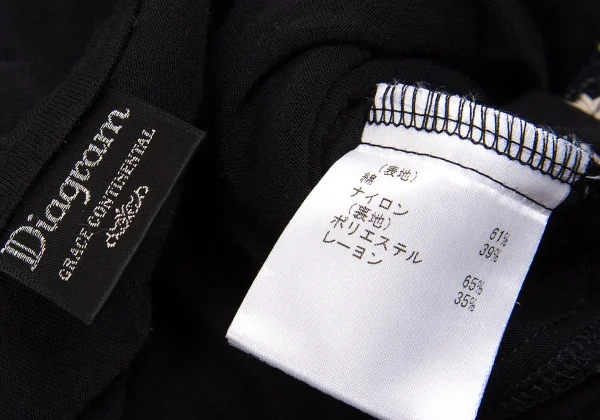 Diagram
GRACE CONTINENTAL
(表地)
綿 61%
ナイロン 39%
(裏地)
ポリエステル 65%
レーヨン 35%